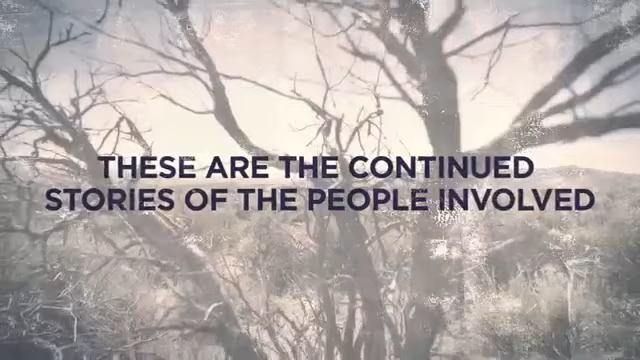 THESE ARE THE CONTINUED
STORIES OF THE PEOPLE INVOLVED